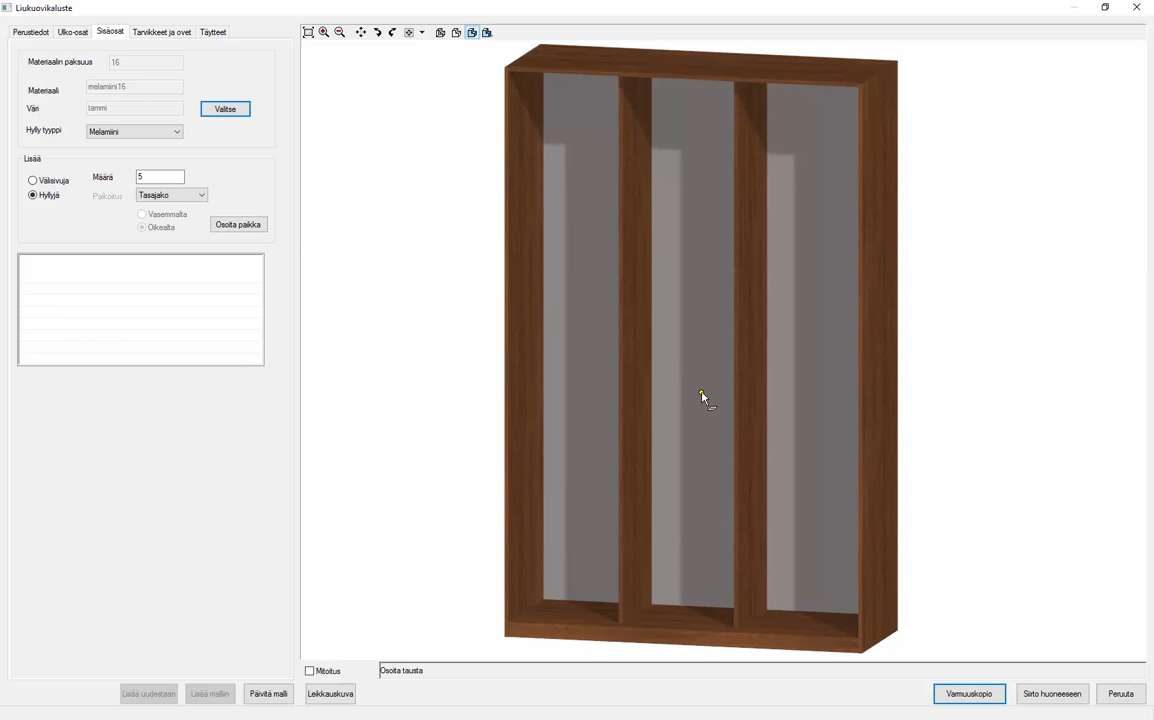 Liukuovikaluste
Perustiedot Ulko-osat Sisäosat Tarvikkeet ja ovet Täytteet
Materiaalin paksuus 16
Materiaali melamiini16
Väri tammi Valitse
Hylly tyyppi Melamiini
Lisää
Välisivuja Määrä 5
Hyllyjä Paikoitus Tasajako
Vasemmalta
Oikealta Osoita paikka
Mitoitus Osoita tausta
Lisää uudestaan Lisää malliin Päivitä malli Leikkauskuva Varmuuskopio Siirto huoneeseen Peruuta